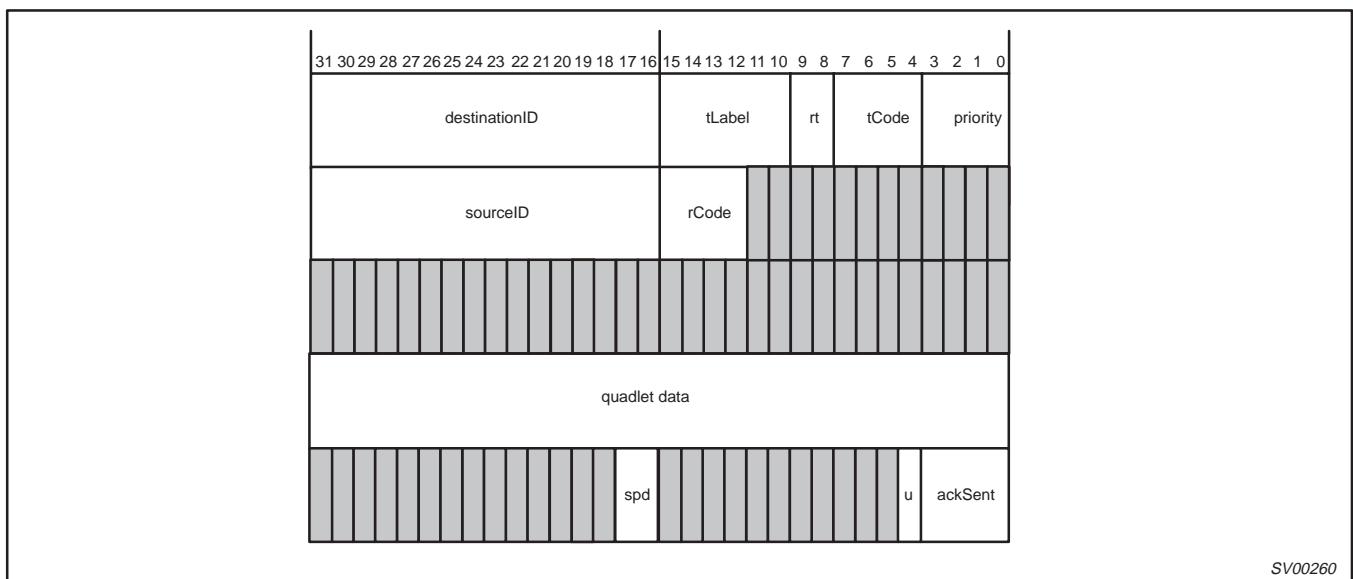 31 30 29 28 27 26 25 24 23 22 21 20 19 18 17 16 15 14 13 12 11 10 9 8 7 6 5 4 3 2 1 0
destinationID tLabel rt tCode priority
sourceID rCode
quadlet data
spd u ackSent
SV00260